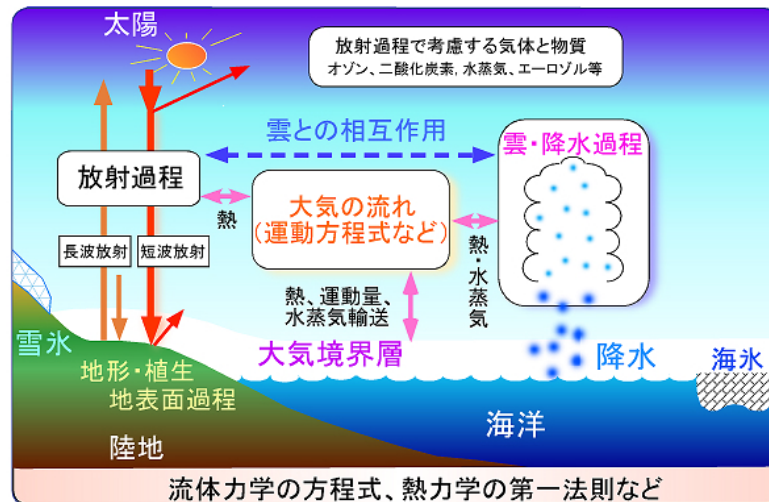 太陽
放射過程で考慮する気体と物質
オゾン、二酸化炭素, 水蒸気、エーロゾル等
雲との相互作用
雲・降水過程
放射過程
熱
大気の流れ
(運動方程式など)
長波放射
短波放射
熱・水蒸気
熱、運動量、
水蒸気輸送
雪氷
大気境界層
降水
海氷
地形・植生
地表面過程
海洋
陸地
流体力学の方程式、熱力学の第一法則など